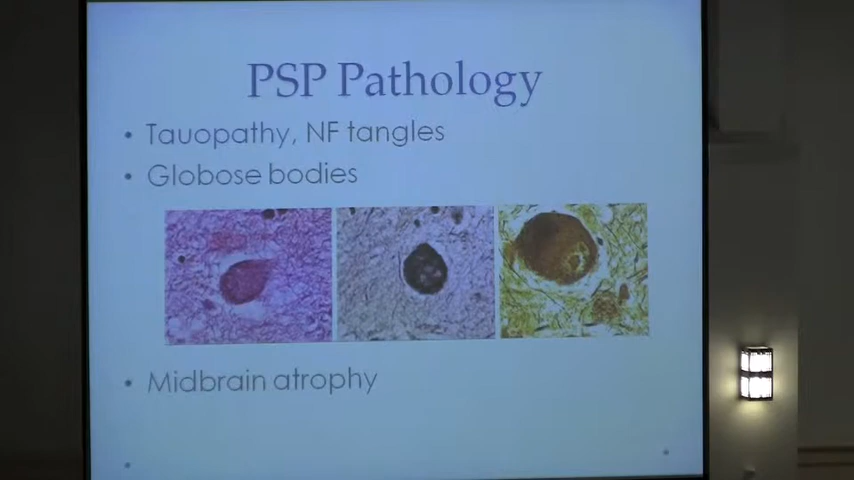 PSP Pathology
• Tauopathy, NF tangles
• Globose bodies
• Midbrain atrophy